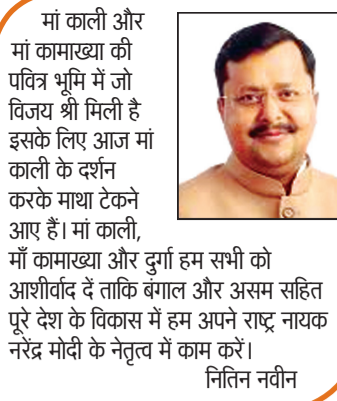 मां काली और
मां कामाख्या की
पवित्र भूमि में जो
विजय श्री मिली है
इसके लिए आज मां
काली के दर्शन
करके माथा टेकने
आए हैं। मां काली,
माँ कामाख्या और दुर्गा हम सभी को
आशीर्वाद दें ताकि बंगाल और असम सहित
पूरे देश के विकास में हम अपने राष्ट्र नायक
नरेंद्र मोदी के नेतृत्व में काम करें।
नितिन नवीन